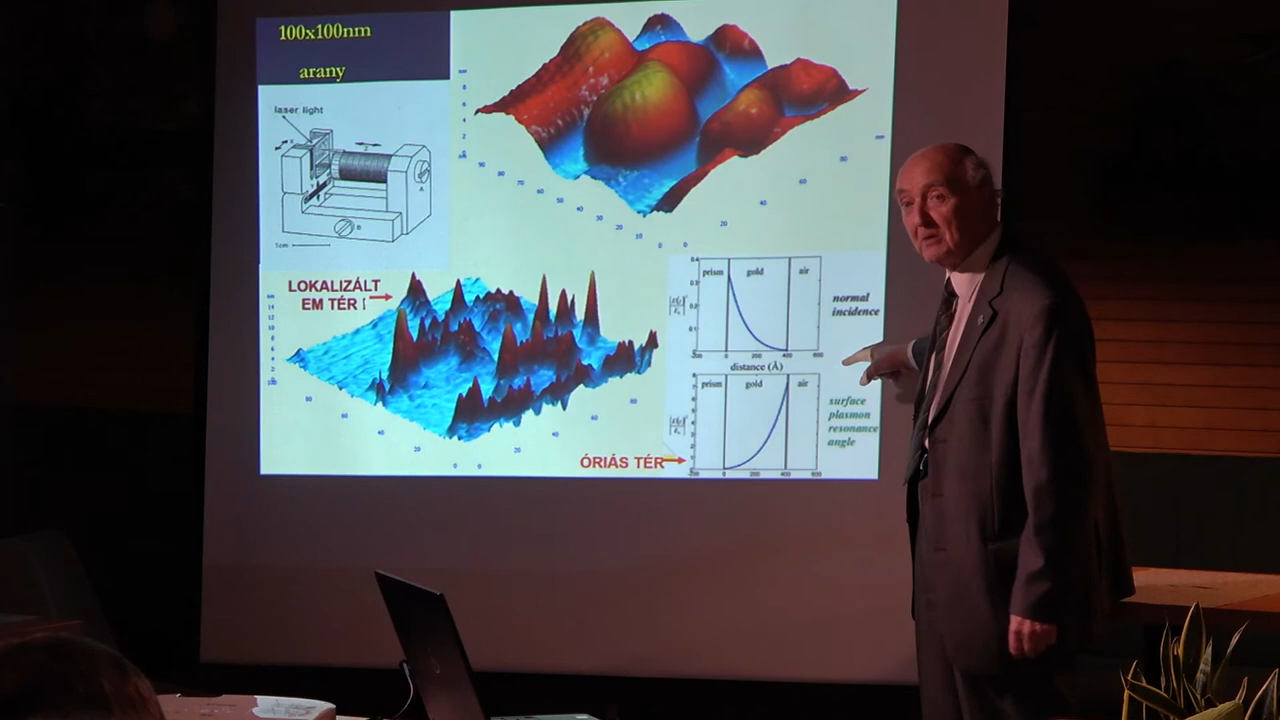 100x100nm
arany
laser light
1cm
LOKALIZÁLT
EM TÉR
ÓRIÁS TÉR
prism gold air
normal
incidence
distance (Å)
prism gold air
surface
plasmon
resonance
angle